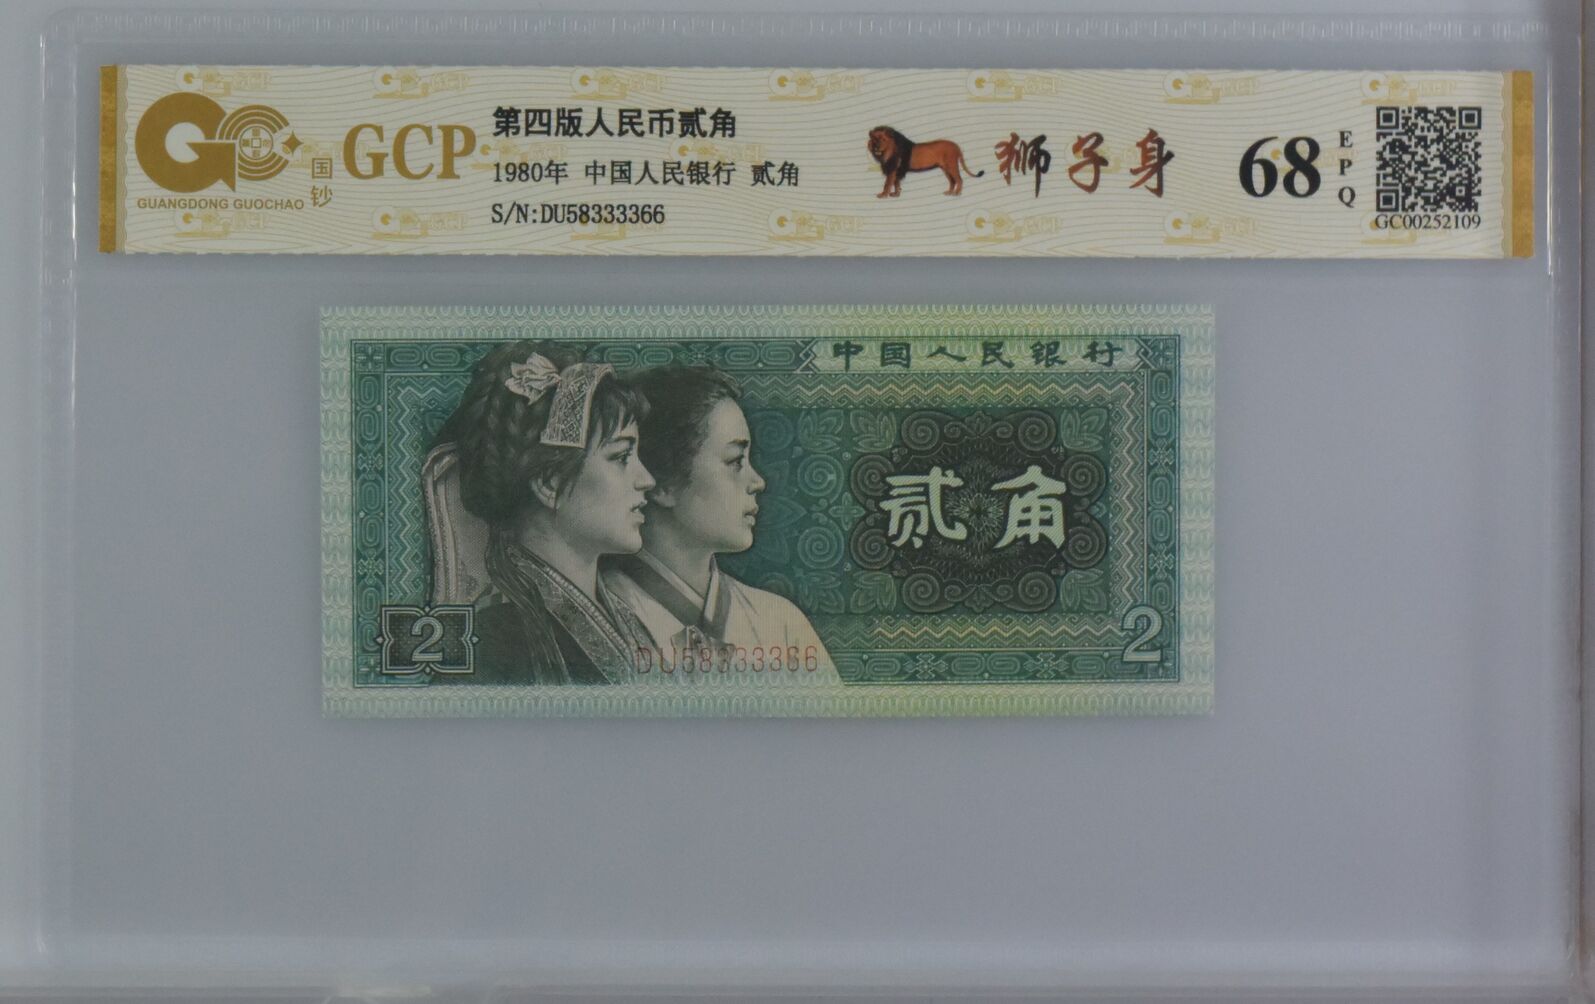 GC
GUANGDONG GUOCHAO
国钞
GCP
第四版人民币贰角
1980年 中国人民银行 贰角
S/N:DU58333366
狮子身
68
EPQ
GC00252109
中国人民银行
贰角
2
2
DU58333366